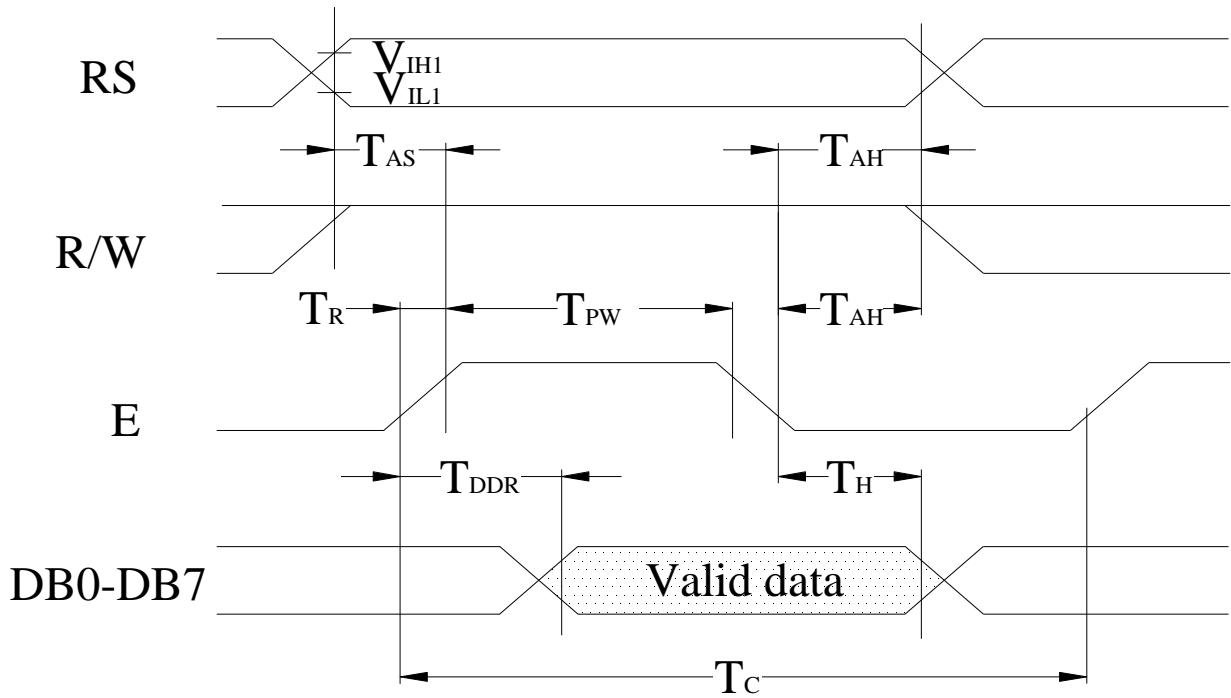 RS
VIH1
VIL1
TAS
TAH
R/W
TR
TPW
TAH
E
TDDR
TH
DB0-DB7
Valid data
TC